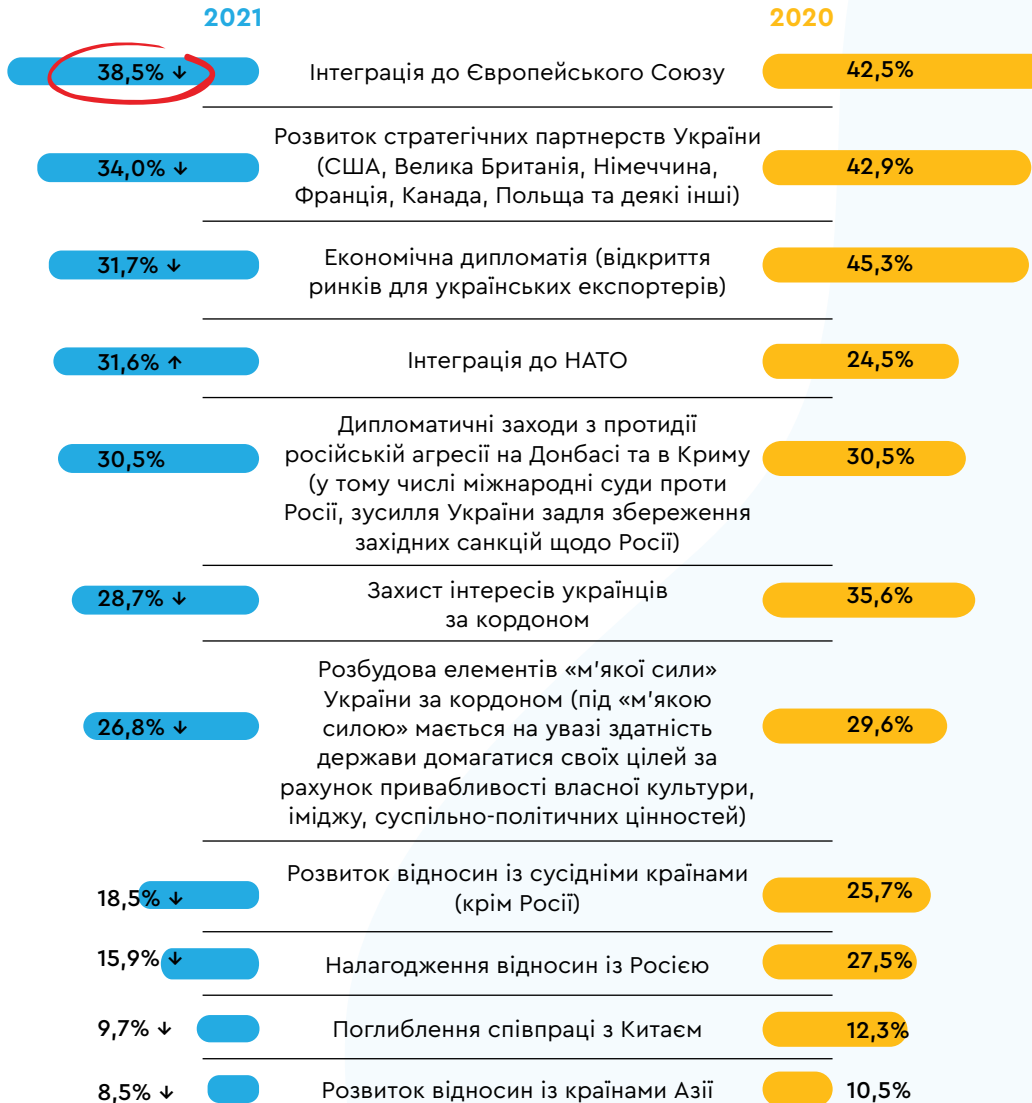 2021 2020
38,5% ↓ Інтеграція до Європейського Союзу 42,5%
Розвиток стратегічних партнерств України
34,0% ↓ (США, Велика Британія, Німеччина, 42,9%
Франція, Канада, Польща та деякі інші)
31,7% ↓ Економічна дипломатія (відкриття 45,3%
ринків для українських експортерів)
31,6% ↑ Інтеграція до НАТО 24,5%
Дипломатичні заходи з протидії
30,5% російській агресії на Донбасі та в Криму 30,5%
(у тому числі міжнародні суди проти
Росії, зусилля України задля збереження
західних санкцій щодо Росії)
28,7% ↓ Захист інтересів українців 35,6%
за кордоном
Розбудова елементів «м’якої сили»
України за кордоном (під «м’якою
26,8% ↓ силою» мається на увазі здатність 29,6%
держави домагатися своїх цілей за
рахунок привабливості власної культури,
іміджу, суспільно-політичних цінностей)
18,5% ↓ Розвиток відносин із сусідніми країнами 25,7%
(крім Росії)
15,9% ↓ Налагодження відносин із Росією 27,5%
9,7% ↓ Поглиблення співпраці з Китаєм 12,3%
8,5% ↓ Розвиток відносин із країнами Азії 10,5%